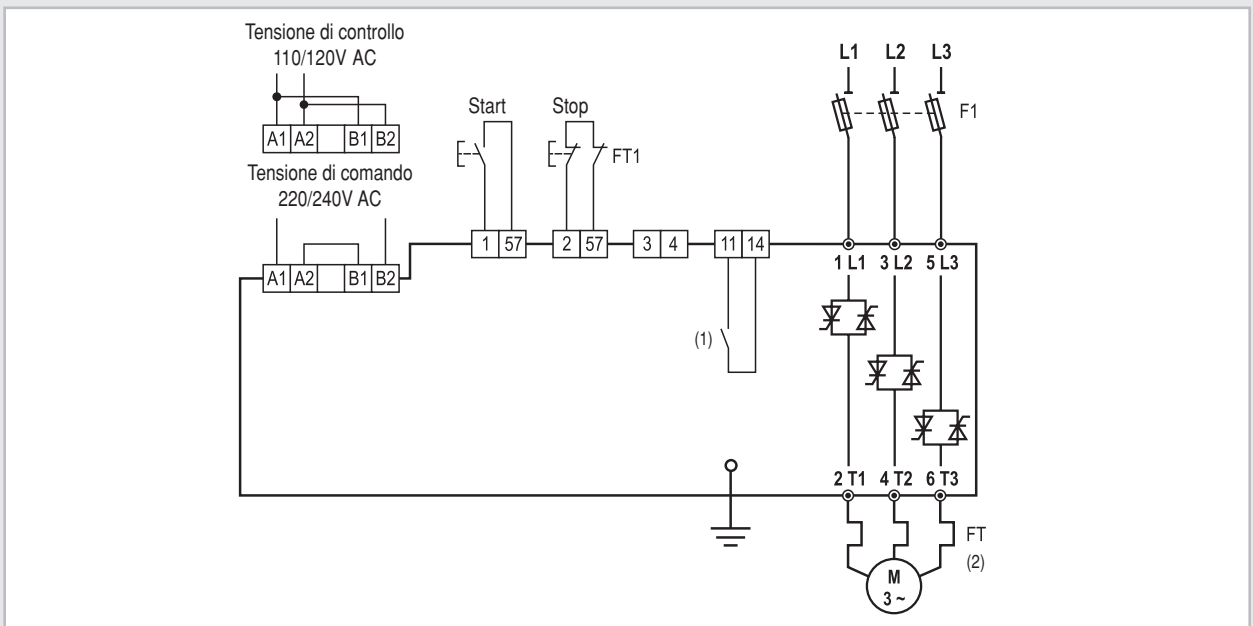 Tensione di controllo
110/120V AC
A1 A2 B1 B2
Tensione di comando
220/240V AC
A1 A2 B1 B2
Start
Stop
FT1
1 57
2 57
3 4
11 14
(1)
L1 L2 L3
F1
1 L1 3 L2 5 L3
2 T1 4 T2 6 T3
FT
(2)
M
3 ~